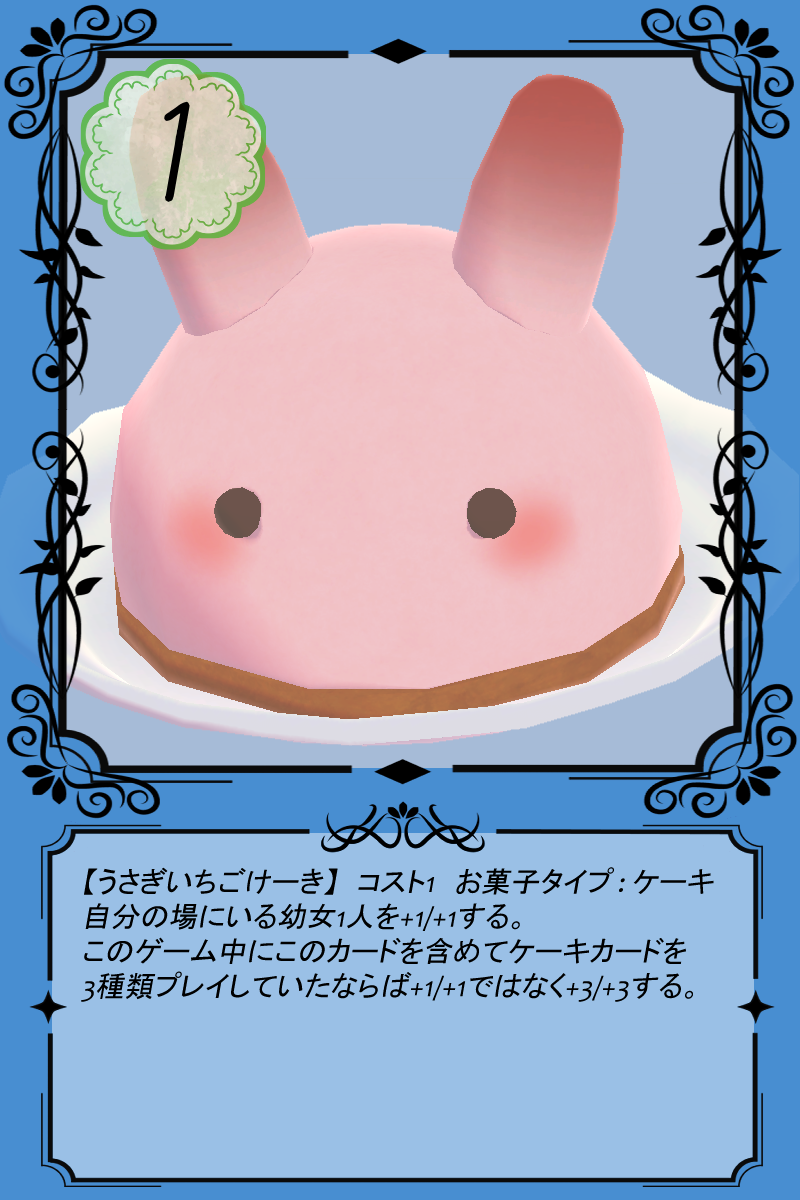 1
【うさぎいちごけーき】 コスト1 お菓子タイプ：ケーキ
自分の場にいる幼女1人を+1/+1する。
このゲーム中にこのカードを含めてケーキカードを
3種類プレイしていたならば+1/+1ではなく+3/+3する。